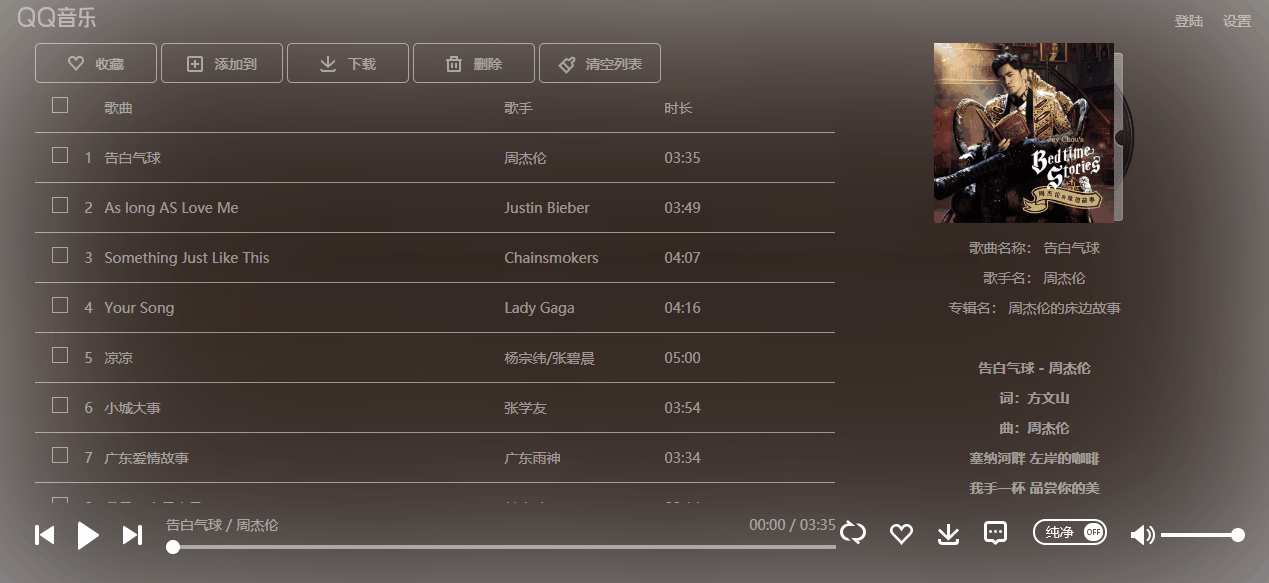 QQ音乐
登陆 设置
收藏 添加到 下载 删除 清空列表
歌曲 歌手 时长
1 告白气球 周杰伦 03:35
2 As long AS Love Me Justin Bieber 03:49
3 Something Just Like This Chainsmokers 04:07
4 Your Song Lady Gaga 04:16
5 凉凉 杨宗纬/张碧晨 05:00
6 小城大事 张学友 03:54
7 广东爱情故事 广东雨神 03:34
Jay Chou's
Bedtime
Stories
周杰伦的床边故事
歌曲名称： 告白气球
歌手名： 周杰伦
专辑名： 周杰伦的床边故事
告白气球 - 周杰伦
词：方文山
曲：周杰伦
塞纳河畔 左岸的咖啡
我手一杯 品尝你的美
告白气球 / 周杰伦 00:00 / 03:35
纯净 OFF